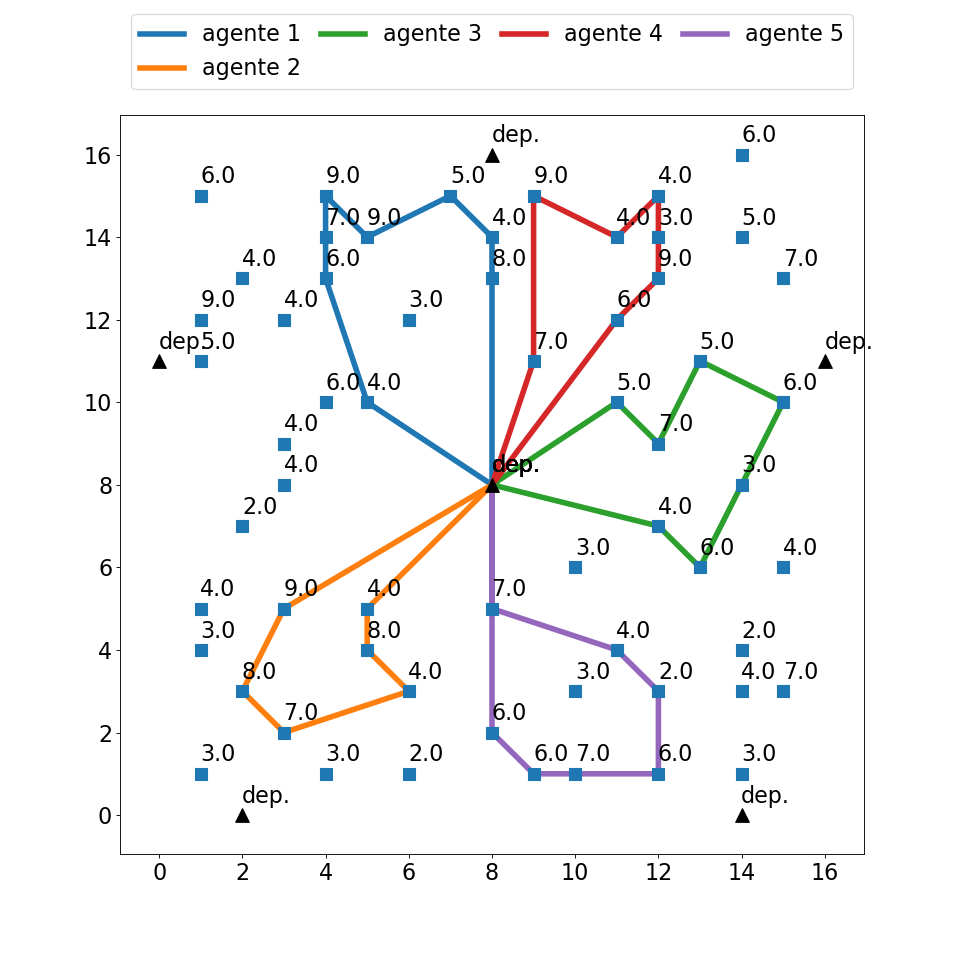 agente 1 agente 3 agente 4 agente 5
agente 2
dep. 6.0
16
6.0 9.0 5.0 9.0 4.0
7.0 9.0 4.0 4.0 3.0 5.0
14
4.0 6.0 8.0 9.0 7.0
9.0 4.0 3.0 6.0
12
dep. 5.0 7.0 5.0 dep.
6.0 4.0 5.0 6.0
10
4.0 7.0
4.0 dep. dep. 3.0
8
2.0 4.0
3.0 6.0 4.0
6
4.0 9.0 4.0 7.0
3.0 8.0 4.0 2.0
4
8.0 4.0 3.0 2.0 4.0 7.0
7.0 6.0
2
3.0 3.0 2.0 6.0 7.0 6.0 3.0
dep. dep.
0
0 2 4 6 8 10 12 14 16